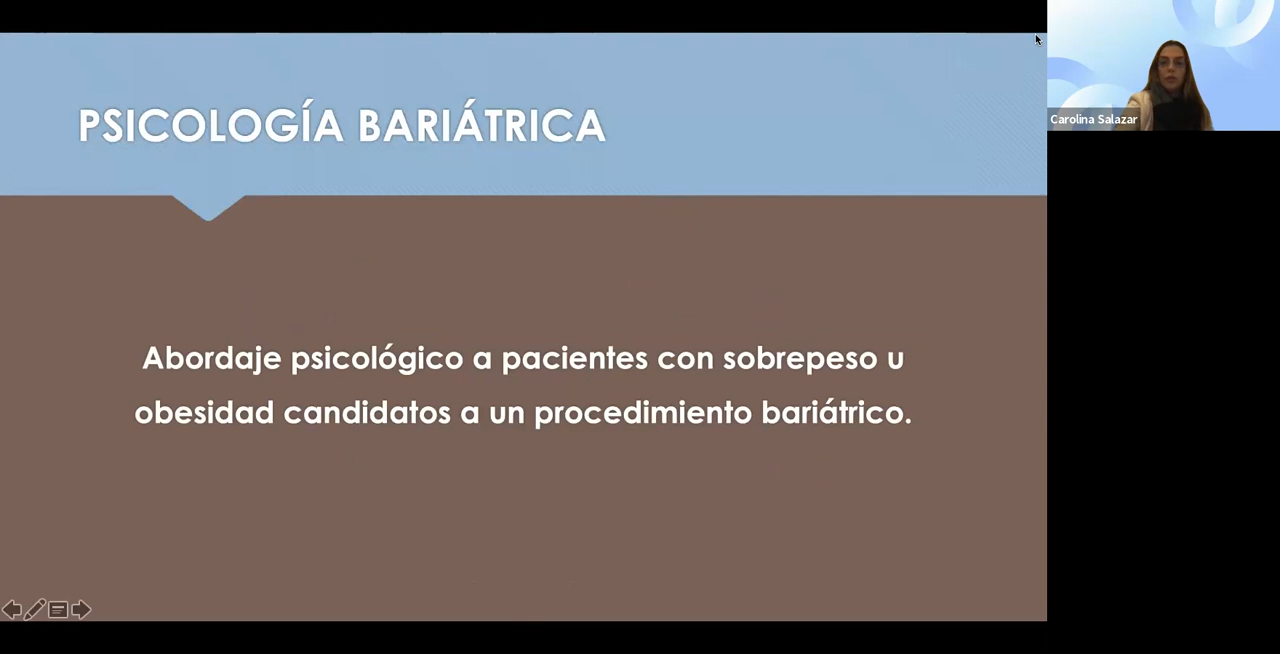 PSICOLOGÍA BARIÁTRICA
Abordaje psicológico a pacientes con sobrepeso u
obesidad candidatos a un procedimiento bariátrico.
Carolina Salazar